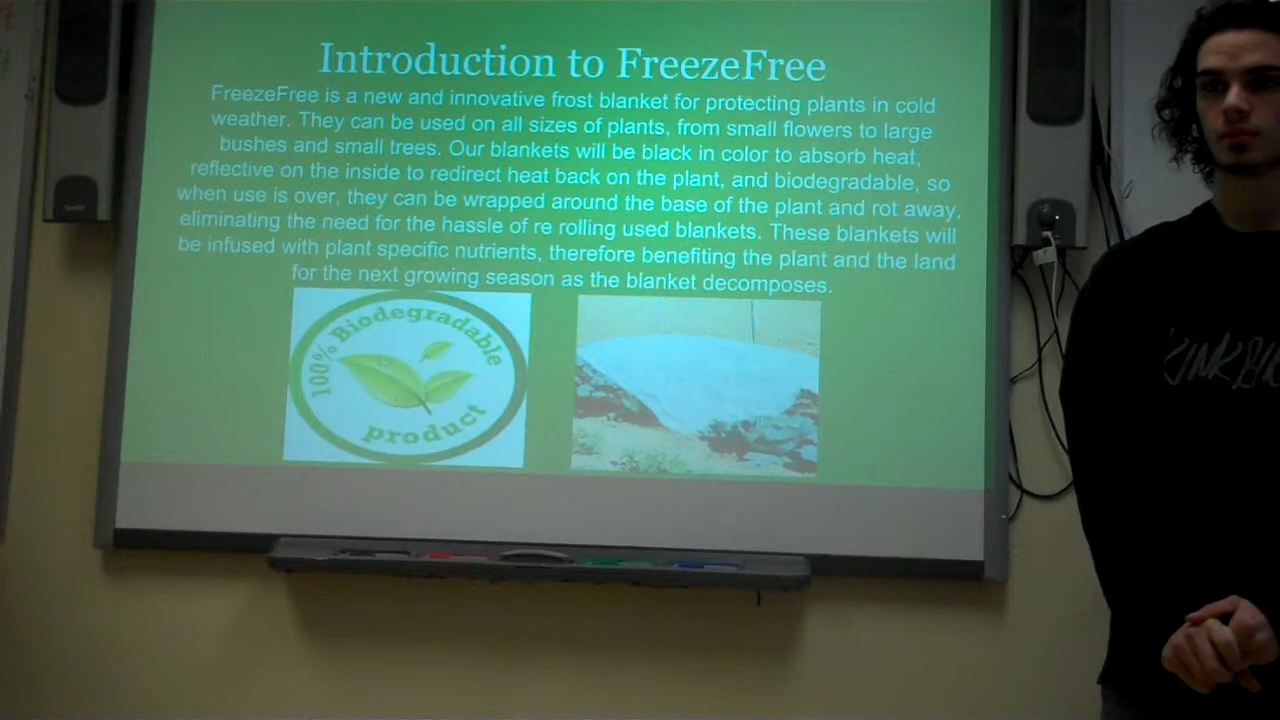 Introduction to FreezeFree
FreezeFree is a new and innovative frost blanket for protecting plants in cold
weather. They can be used on all sizes of plants, from small flowers to large
bushes and small trees. Our blankets will be black in color to absorb heat,
reflective on the inside to redirect heat back on the plant, and biodegradable, so
when use is over, they can be wrapped around the base of the plant and rot away,
eliminating the need for the hassle of re rolling used blankets. These blankets will
be infused with plant specific nutrients, therefore benefiting the plant and the land
for the next growing season as the blanket decomposes.
100% Biodegradable
product